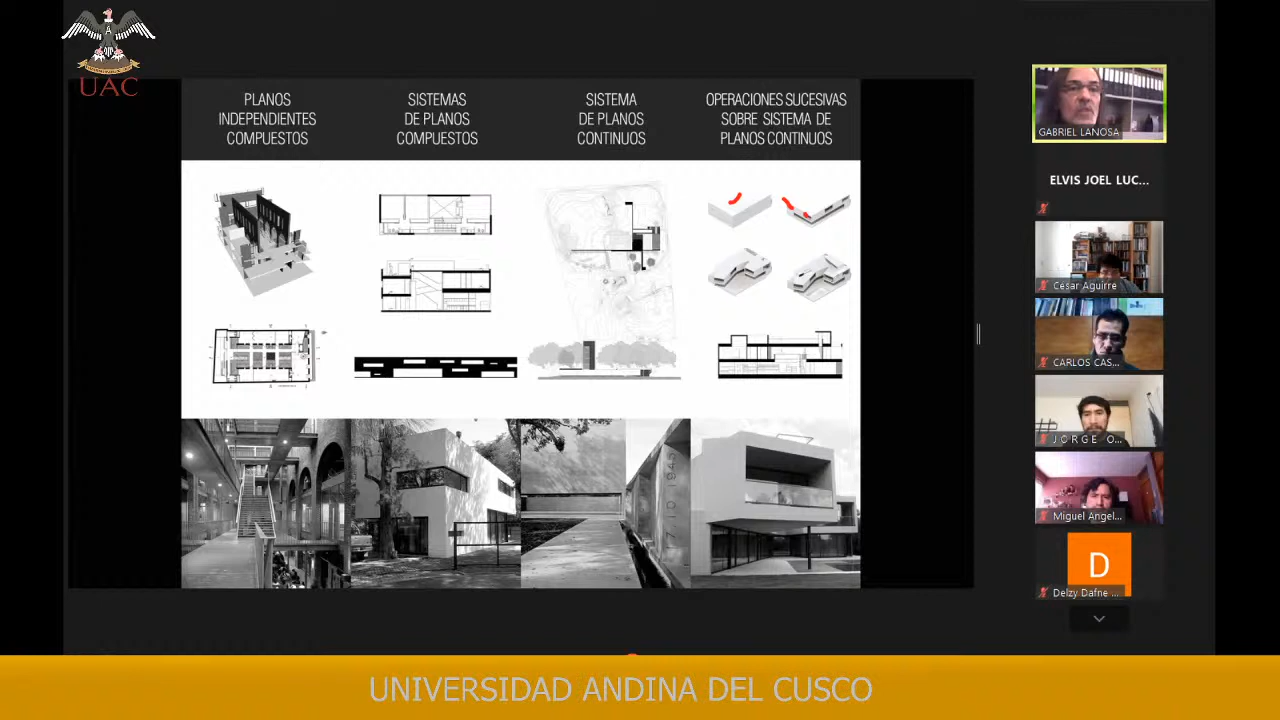 UAC
PLANOS
INDEPENDIENTES
COMPUESTOS
SISTEMAS
DE PLANOS
COMPUESTOS
SISTEMA
DE PLANOS
CONTINUOS
OPERACIONES SUCESIVAS
SOBRE SISTEMA DE
PLANOS CONTINUOS
GABRIEL LANOSA
ELVIS JOEL LUC...
Cesar Aguirre
CARLOS CAS...
J O R G E O...
Miguel Angel...
D
Delzy Dafne ...
UNIVERSIDAD ANDINA DEL CUSCO